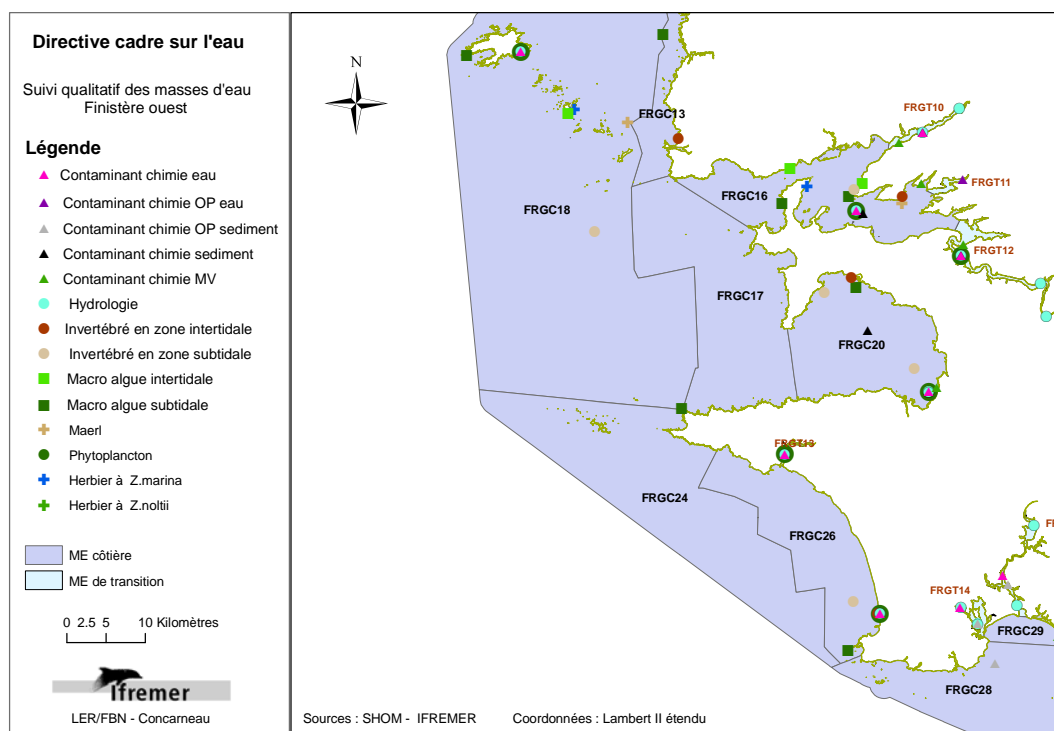 Directive cadre sur l'eau
Suivi qualitatif des masses d'eau
Finistère ouest
Légende
Contaminant chimie eau
Contaminant chimie OP eau
Contaminant chimie OP sediment
Contaminant chimie sediment
Contaminant chimie MV
Hydrologie
Invertébré en zone intertidale
Invertébré en zone subtidale
Macro algue intertidale
Macro algue subtidale
Maerl
Phytoplancton
Herbier à Z.marina
Herbier à Z.noltii
ME côtière
ME de transition
0 2.5 5 10 Kilomètres
Ifremer
LER/FBN - Concarneau
N
FRGC13
FRGT10
FRGC16
FRGT11
FRGC18
FRGT12
FRGC17
FRGC20
FRGT13
FRGC24
FRGC26
FRGT14
FRGC29
FRGC28
Sources : SHOM - IFREMER Coordonnées : Lambert II étendu